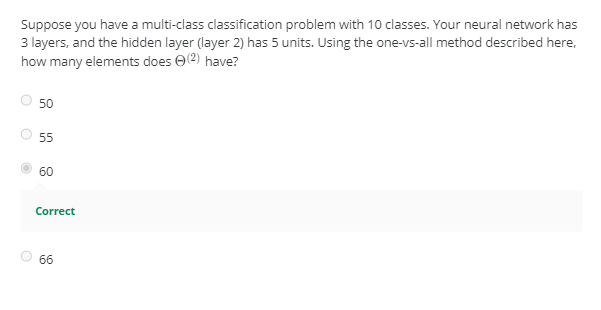 Suppose you have a multi-class classification problem with 10 classes. Your neural network has
3 layers, and the hidden layer (layer 2) has 5 units. Using the one-vs-all method described here,
how many elements does Θ⁽²⁾ have?
50
55
60
Correct
66